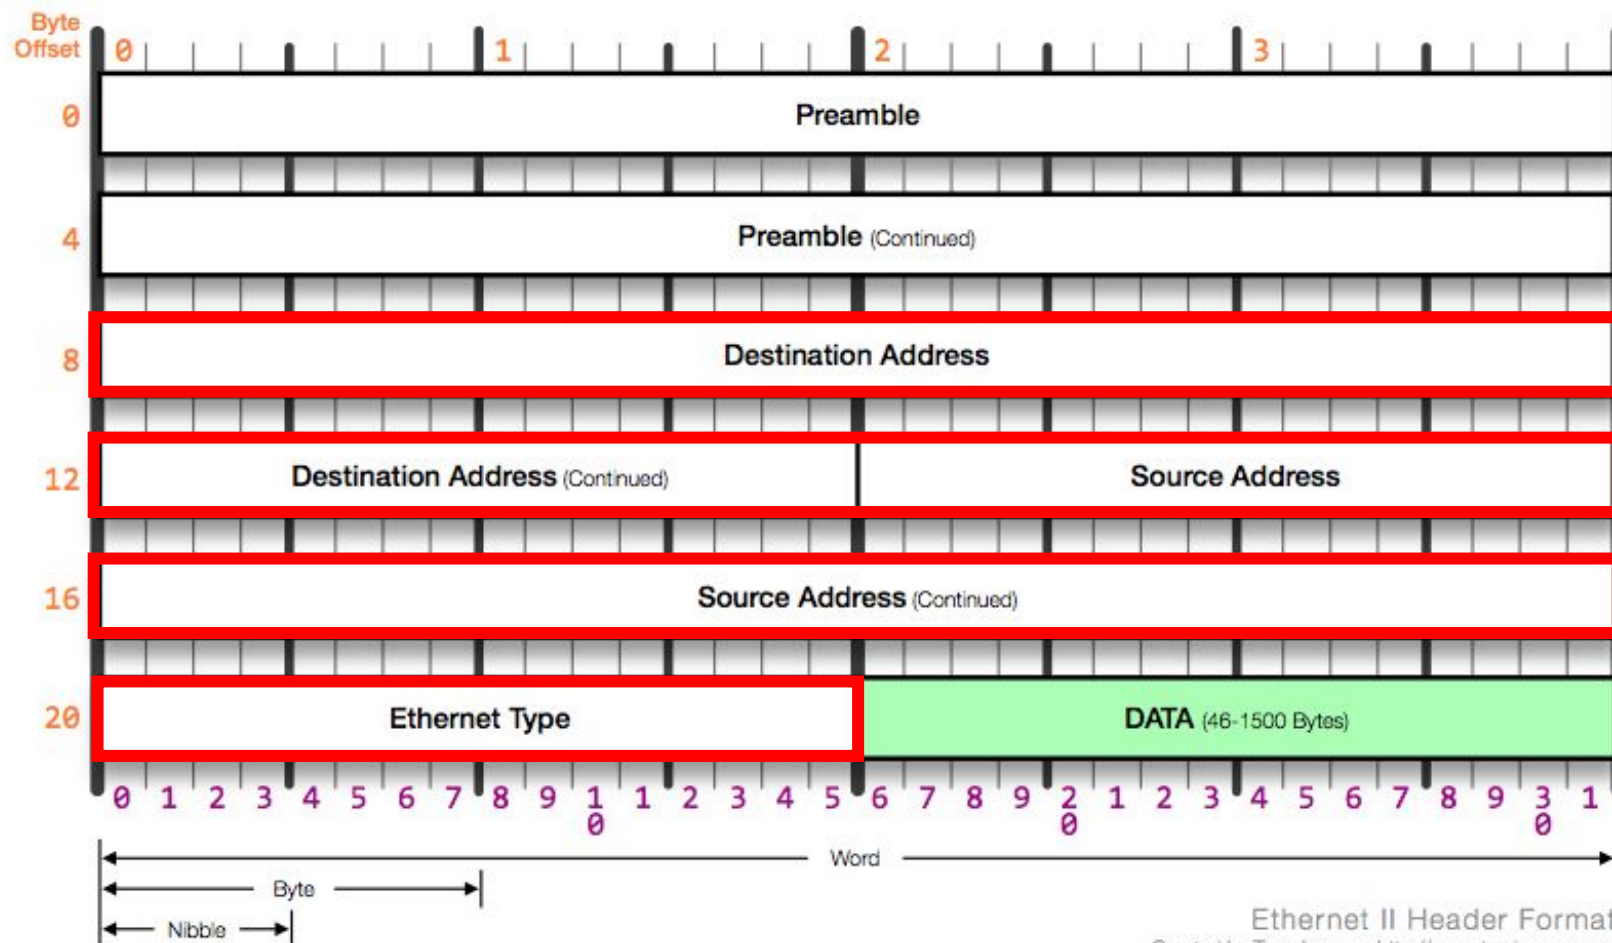 Byte
Offset 0 1 2 3
0 Preamble
4 Preamble (Continued)
8 Destination Address
12 Destination Address (Continued) Source Address
16 Source Address (Continued)
20 Ethernet Type DATA (46-1500 Bytes)
0 1 2 3 4 5 6 7 8 9 1 1 2 3 4 5 6 7 8 9 2 1 2 3 4 5 6 7 8 9 3 1
0 0 0
Word
Byte
Nibble
Ethernet II Header Format